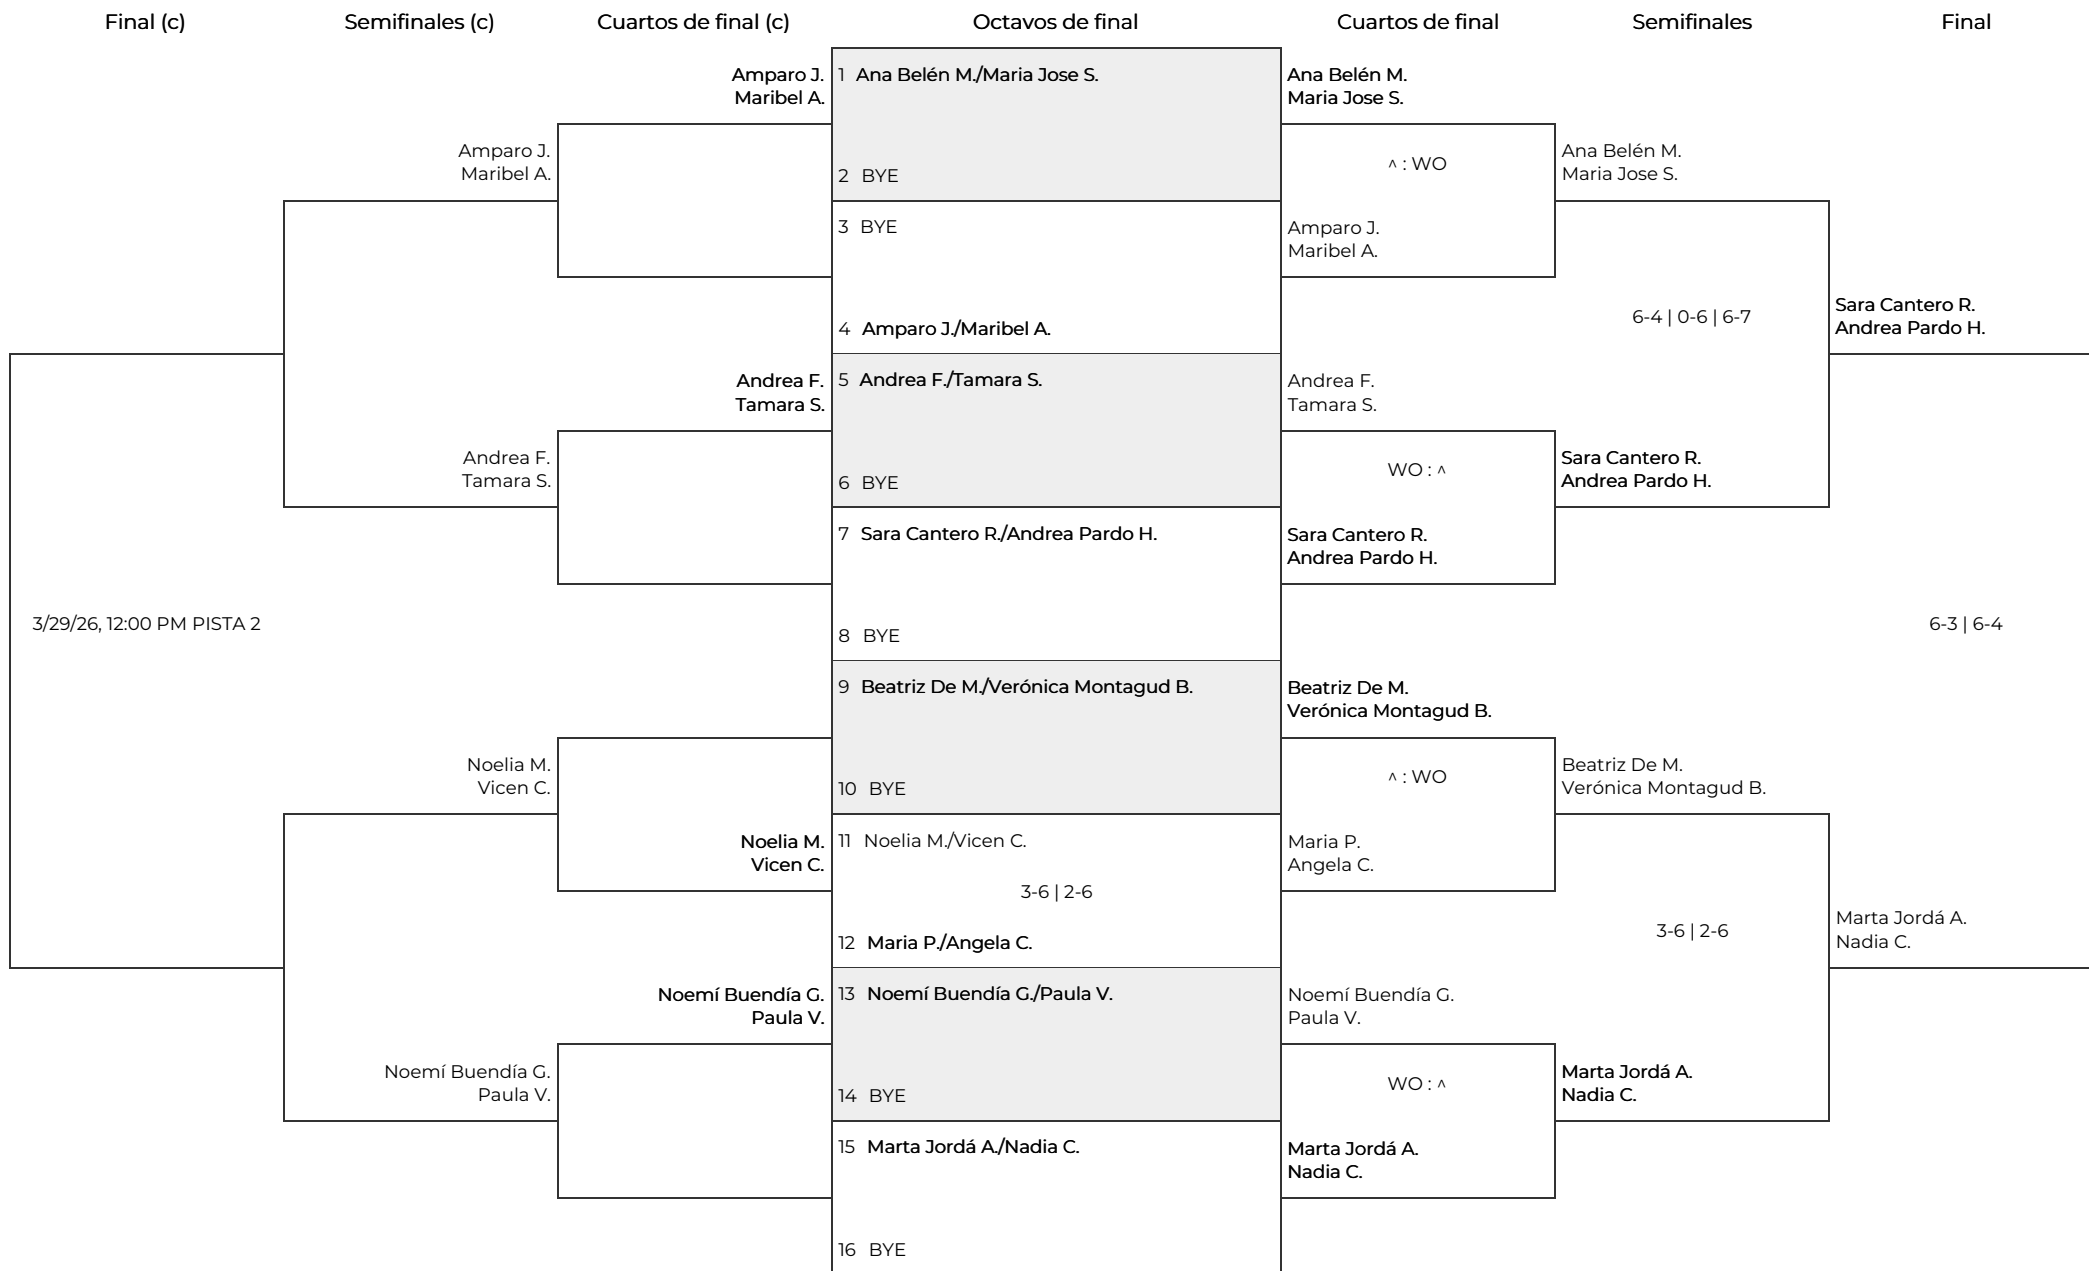 Final (c)
Semifinales (c)
Cuartos de final (c)
Octavos de final
Cuartos de final
Semifinales
Final
3/29/26, 12:00 PM PISTA 2
Amparo J.
Maribel A.
Andrea F.
Tamara S.
Noelia M.
Vicen C.
Noemí Buendía G.
Paula V.
Amparo J.
Maribel A.
Andrea F.
Tamara S.
Noelia M.
Vicen C.
Noemí Buendía G.
Paula V.
1 Ana Belén M./Maria Jose S.
2 BYE
3 BYE
4 Amparo J./Maribel A.
5 Andrea F./Tamara S.
6 BYE
7 Sara Cantero R./Andrea Pardo H.
8 BYE
9 Beatriz De M./Verónica Montagud B.
10 BYE
11 Noelia M./Vicen C.
3-6 | 2-6
12 Maria P./Angela C.
13 Noemí Buendía G./Paula V.
14 BYE
15 Marta Jordá A./Nadia C.
16 BYE
Ana Belén M.
Maria Jose S.
^ : WO
Amparo J.
Maribel A.
Andrea F.
Tamara S.
WO : ^
Sara Cantero R.
Andrea Pardo H.
Beatriz De M.
Verónica Montagud B.
^ : WO
Maria P.
Angela C.
Noemí Buendía G.
Paula V.
WO : ^
Marta Jordá A.
Nadia C.
Ana Belén M.
Maria Jose S.
6-4 | 0-6 | 6-7
Sara Cantero R.
Andrea Pardo H.
Beatriz De M.
Verónica Montagud B.
3-6 | 2-6
Marta Jordá A.
Nadia C.
Sara Cantero R.
Andrea Pardo H.
6-3 | 6-4
Marta Jordá A.
Nadia C.